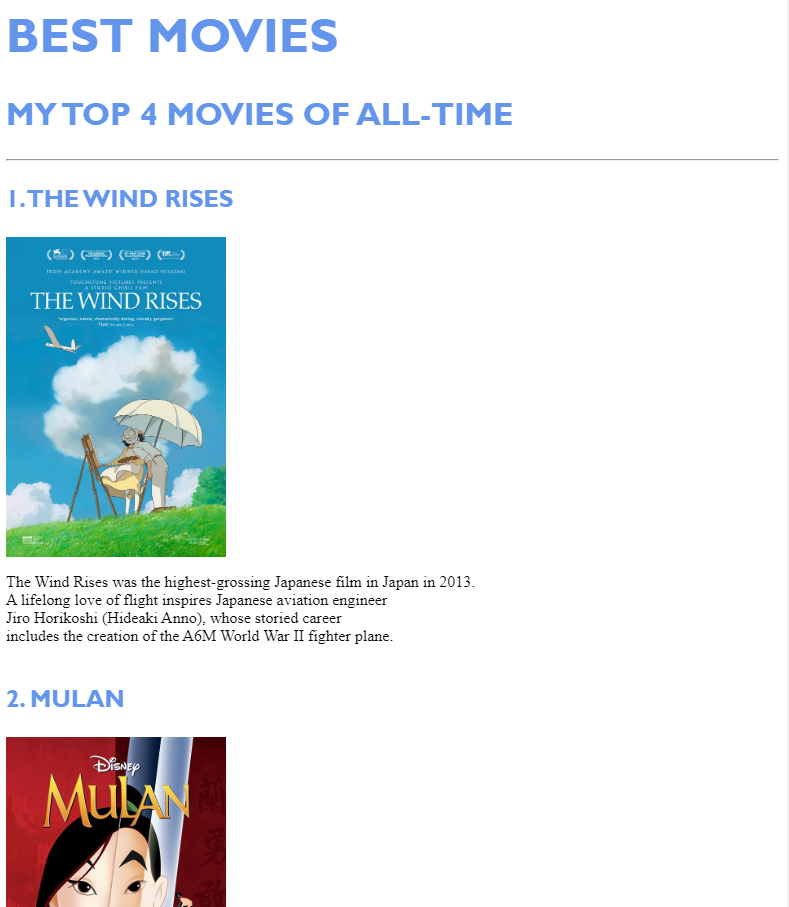 BEST MOVIES
MY TOP 4 MOVIES OF ALL-TIME
1. THE WIND RISES
FROM ACADEMY AWARD WINNER HAYAO MIYAZAKI
TOUCHSTONE PICTURES PRESENTS
A STUDIO GHIBLI FILM
THE WIND RISES
The Wind Rises was the highest-grossing Japanese film in Japan in 2013.
A lifelong love of flight inspires Japanese aviation engineer
Jiro Horikoshi (Hideaki Anno), whose storied career
includes the creation of the A6M World War II fighter plane.
2. MULAN
Disney
MULAN